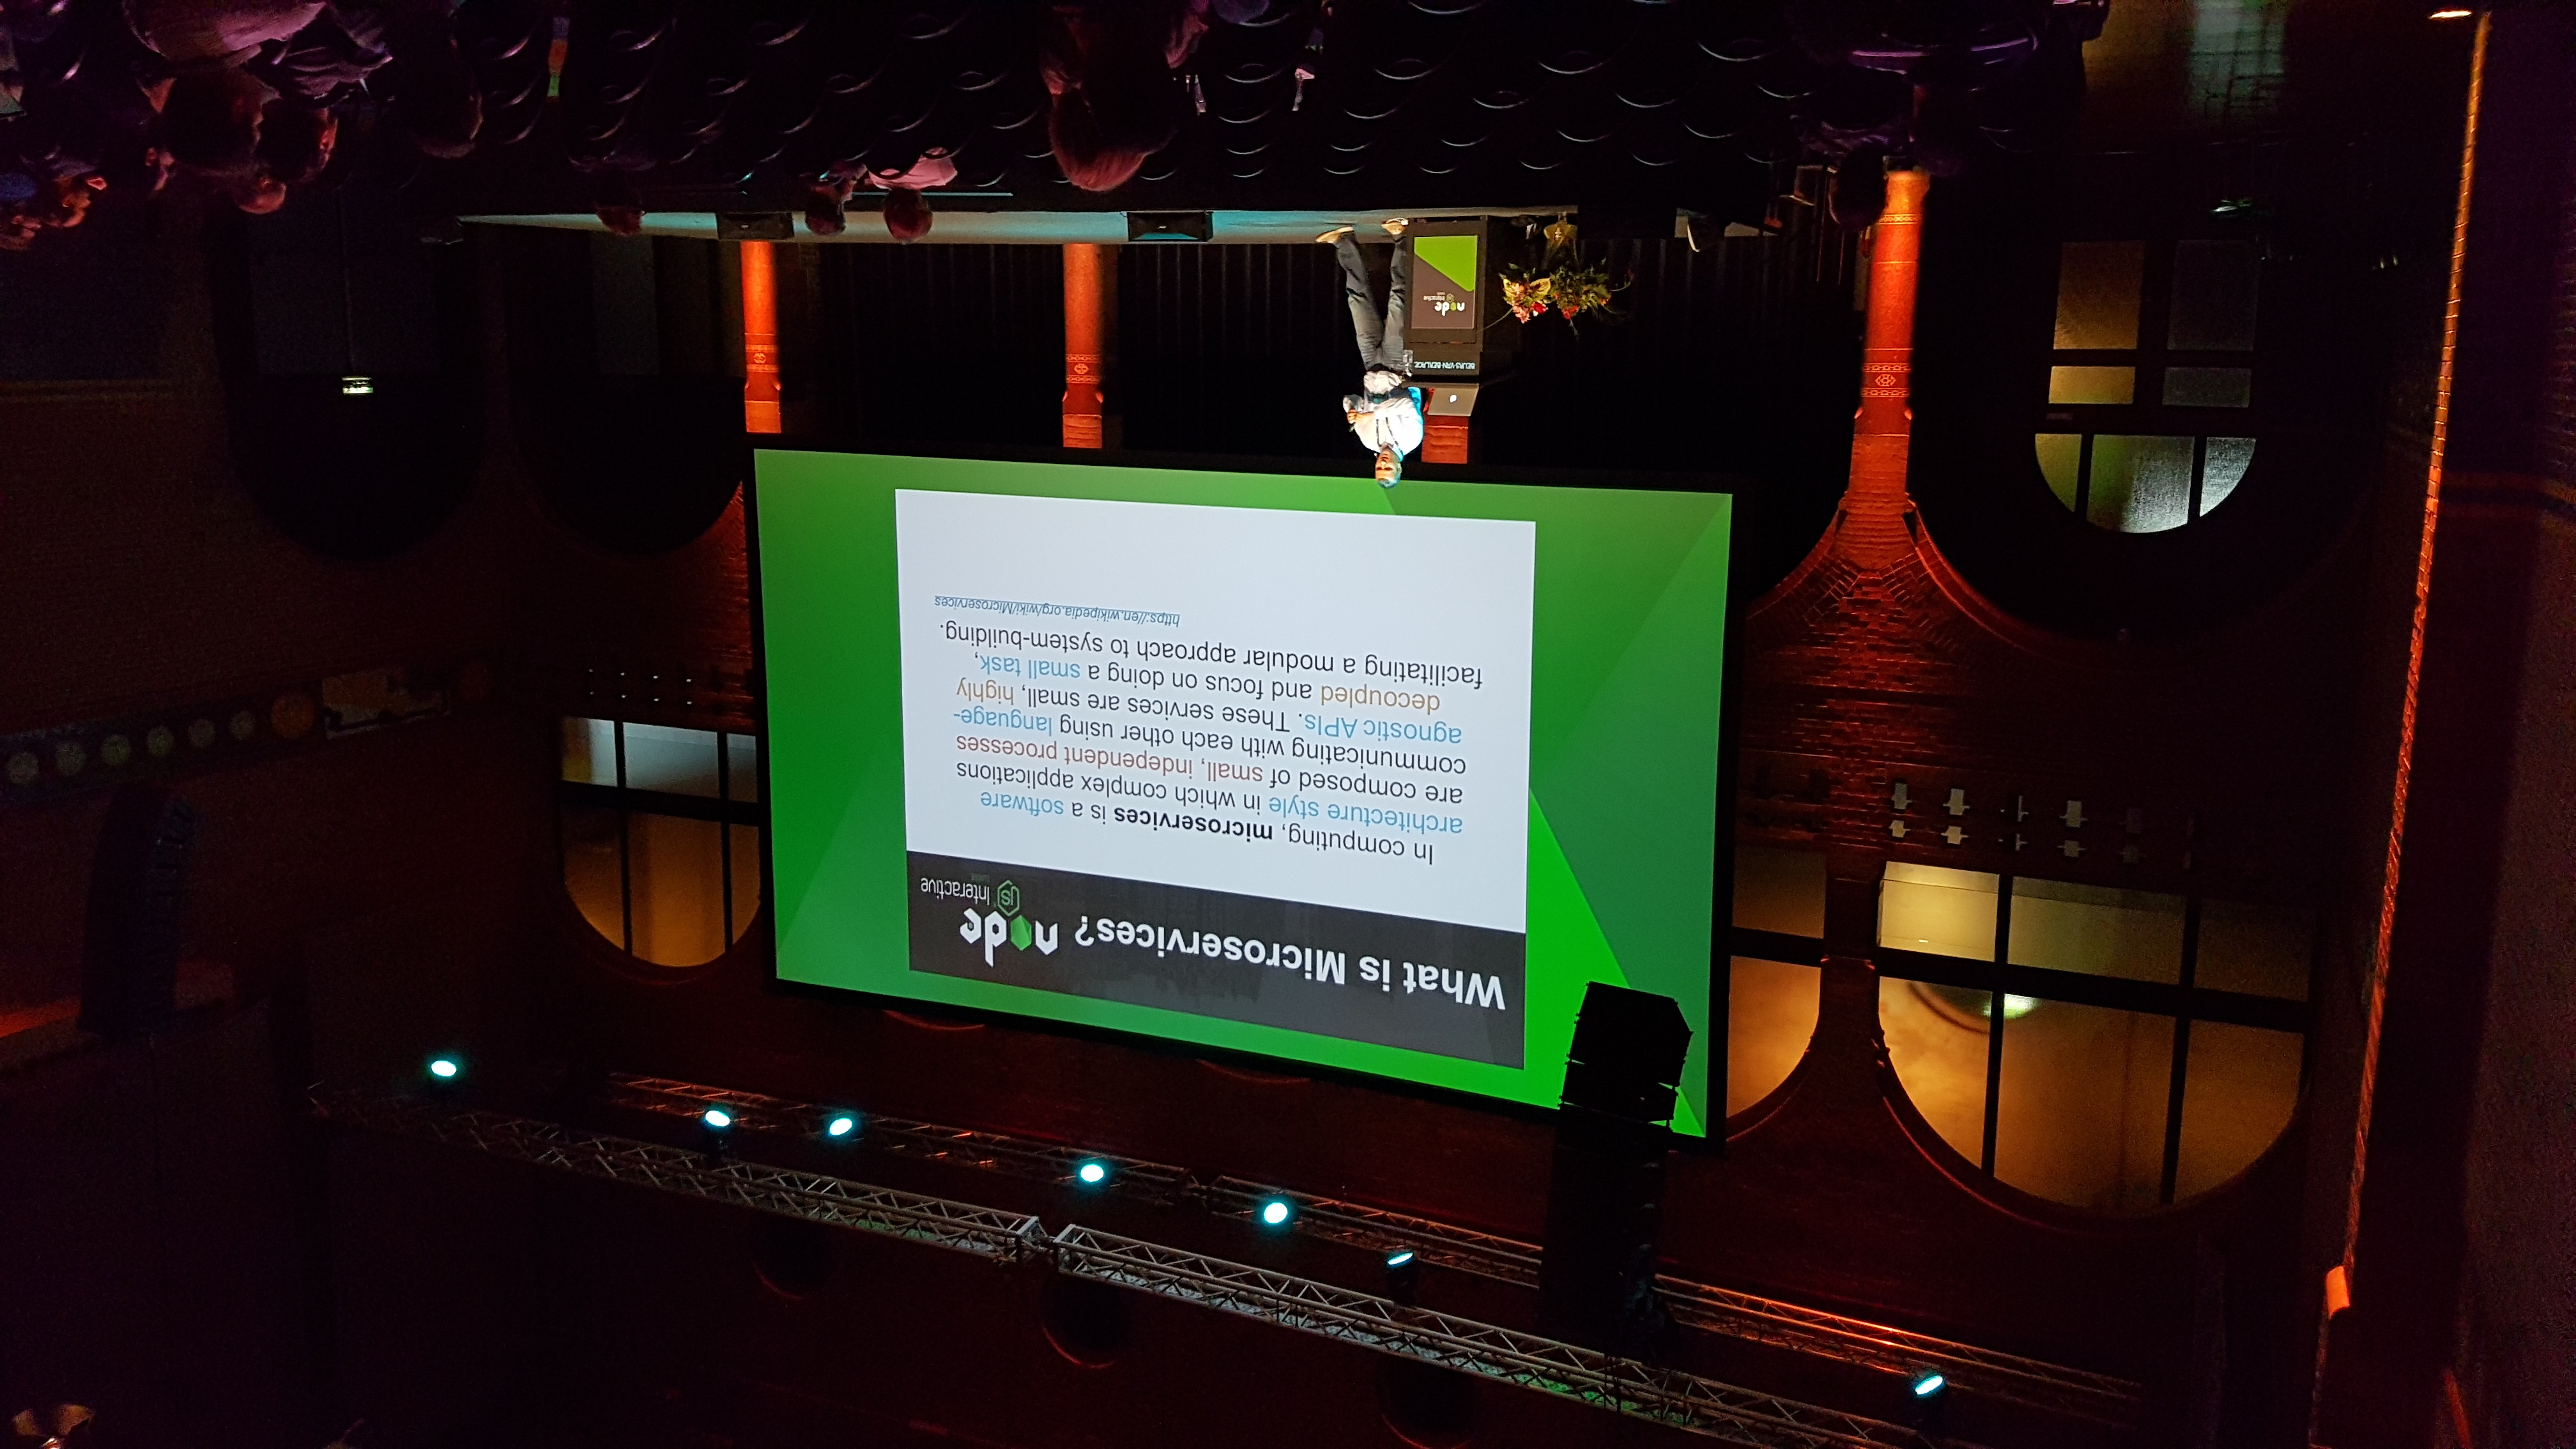 What is Microservices?
node
JS
Interactive
In computing, microservices is a software
architecture style in which complex applications
are composed of small, independent processes
communicating with each other using language-
agnostic APIs. These services are small, highly
decoupled and focus on doing a small task,
facilitating a modular approach to system-building.
https://en.wikipedia.org/wiki/Microservices
BEURS-VAN-BERLAGE
node
Interactive